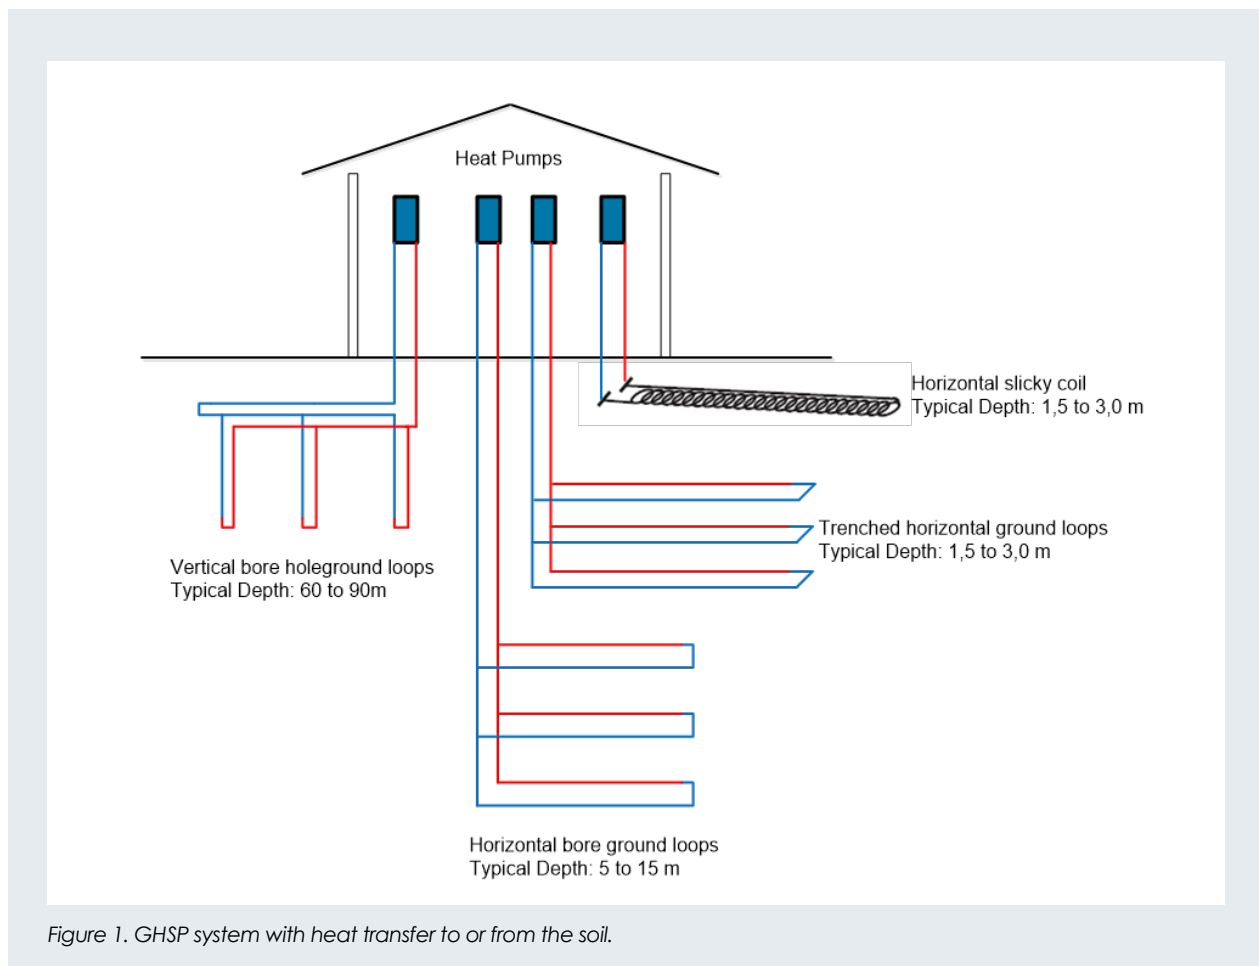 Heat Pumps
Horizontal slicky coil
Typical Depth: 1,5 to 3,0 m
Trenched horizontal ground loops
Typical Depth: 1,5 to 3,0 m
Vertical bore holeground loops
Typical Depth: 60 to 90m
Horizontal bore ground loops
Typical Depth: 5 to 15 m
Figure 1. GHSP system with heat transfer to or from the soil.